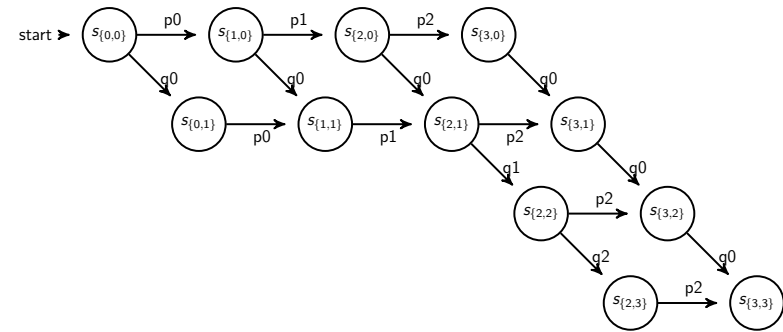 p0 p1 p2
start s{0,0} s{1,0} s{2,0} s{3,0}
q0 q0 q0 q0
s{0,1} s{1,1} s{2,1} s{3,1}
p0 p1 p2
q1 q0
p2
s{2,2} s{3,2}
q2 q0
p2
s{2,3} s{3,3}